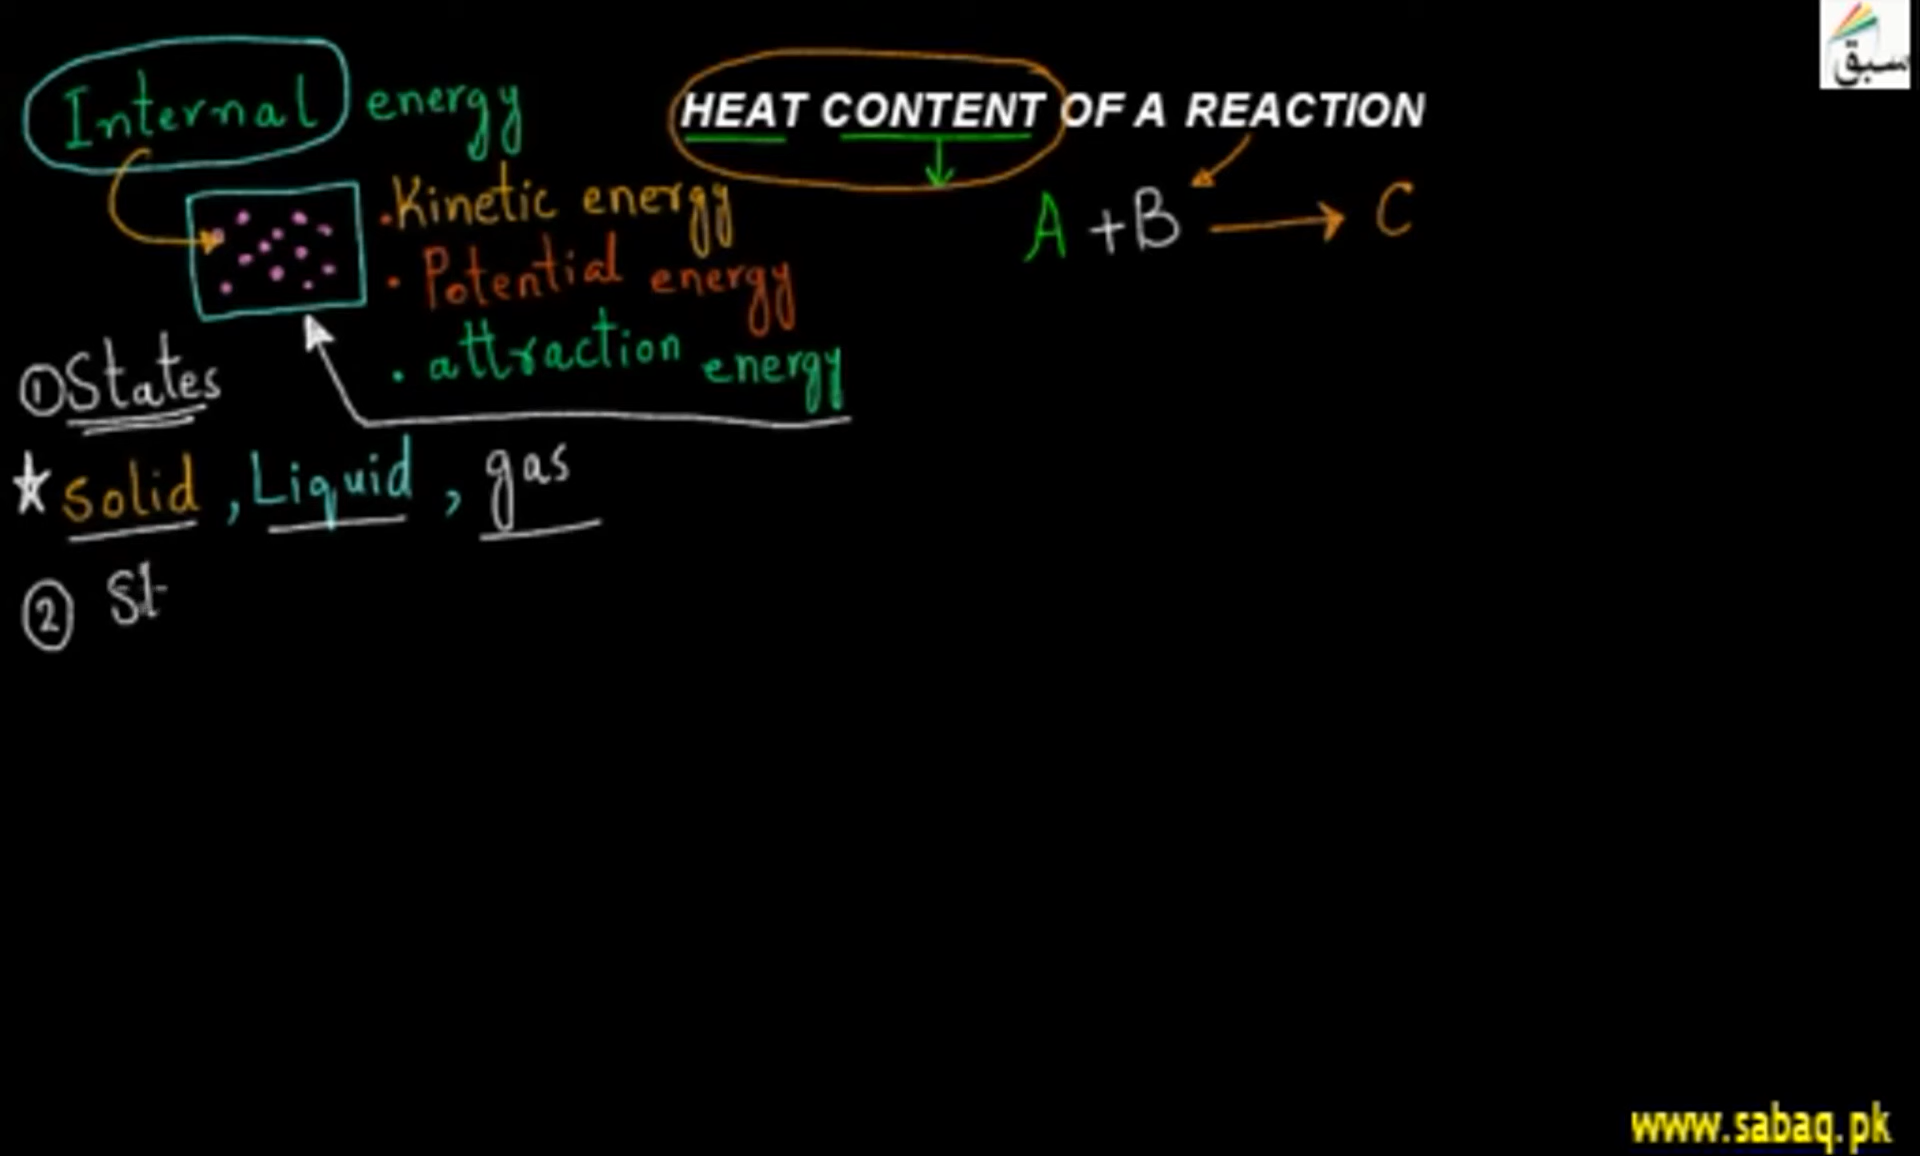 سبق
HEAT CONTENT OF A REACTION
Internal energy
.Kinetic energy
. Potential energy
. attraction energy
A + B → C
① States
★ Solid , Liquid , gas
② St
www.sabaq.pk